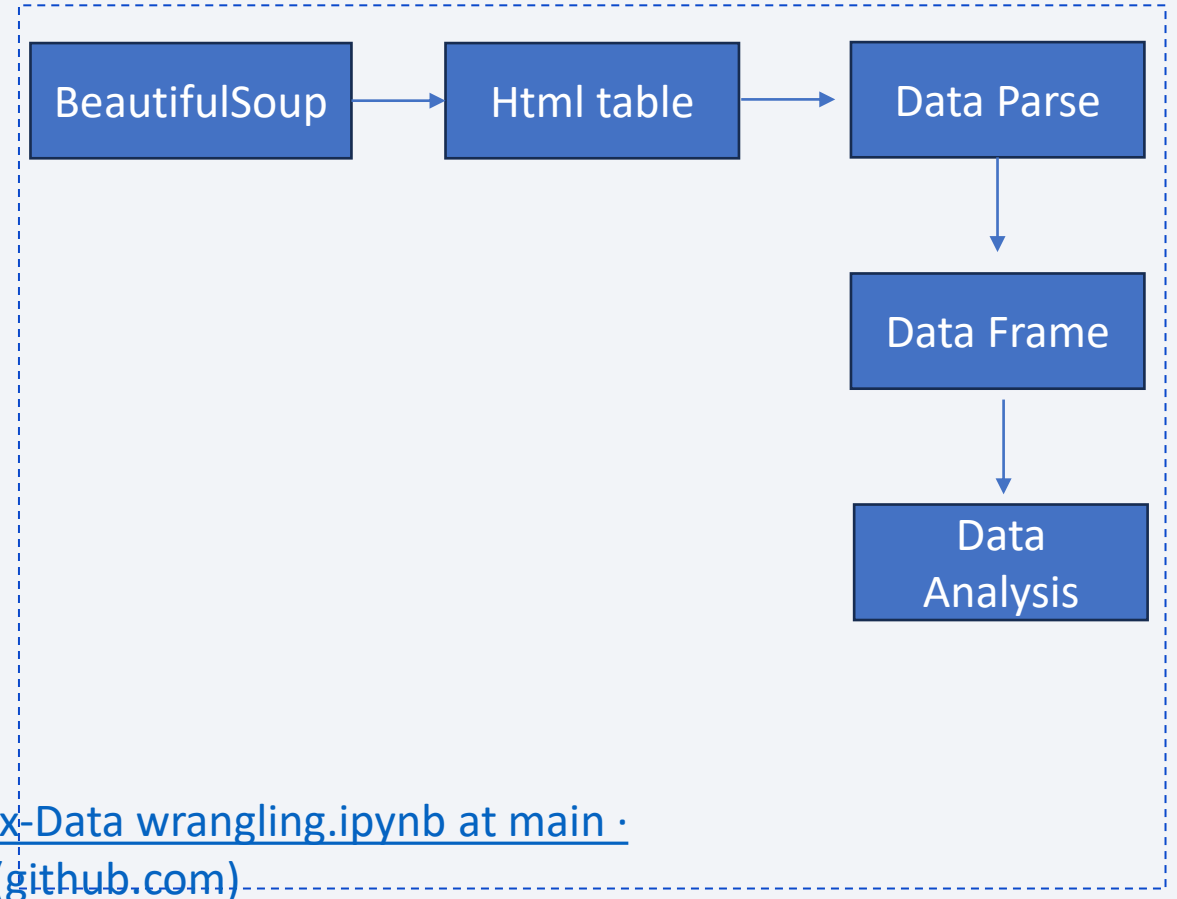 BeautifulSoup
Html table
Data Parse
Data Frame
Data
Analysis
x-Data wrangling.ipynb at main ·
(github.com)